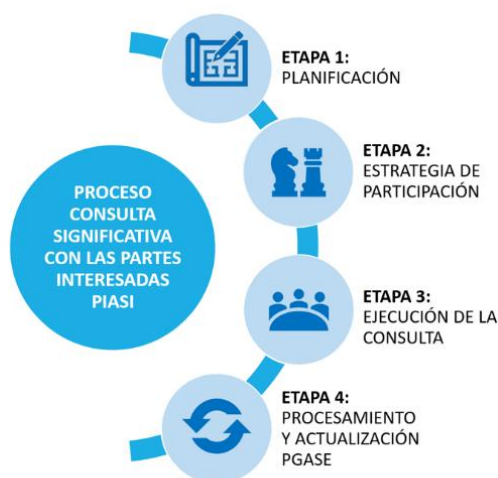 PROCESO
CONSULTA
SIGNIFICATIVA
CON LAS PARTES
INTERESADAS
PIASI
ETAPA 1:
PLANIFICACIÓN
ETAPA 2:
ESTRATEGIA DE
PARTICIPACIÓN
ETAPA 3:
EJECUCIÓN DE LA
CONSULTA
ETAPA 4:
PROCESAMIENTO
Y ACTUALIZACIÓN
PGASE